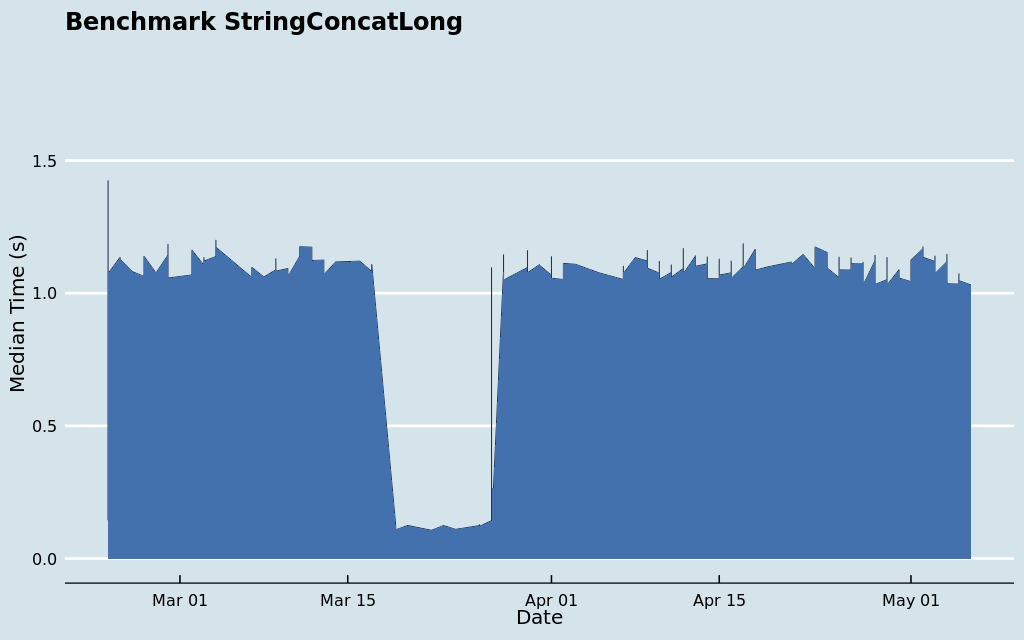 Benchmark StringConcatLong
Median Time (s)
1.5
1.0
0.5
0.0
Mar 01 Mar 15 Apr 01 Apr 15 May 01
Date